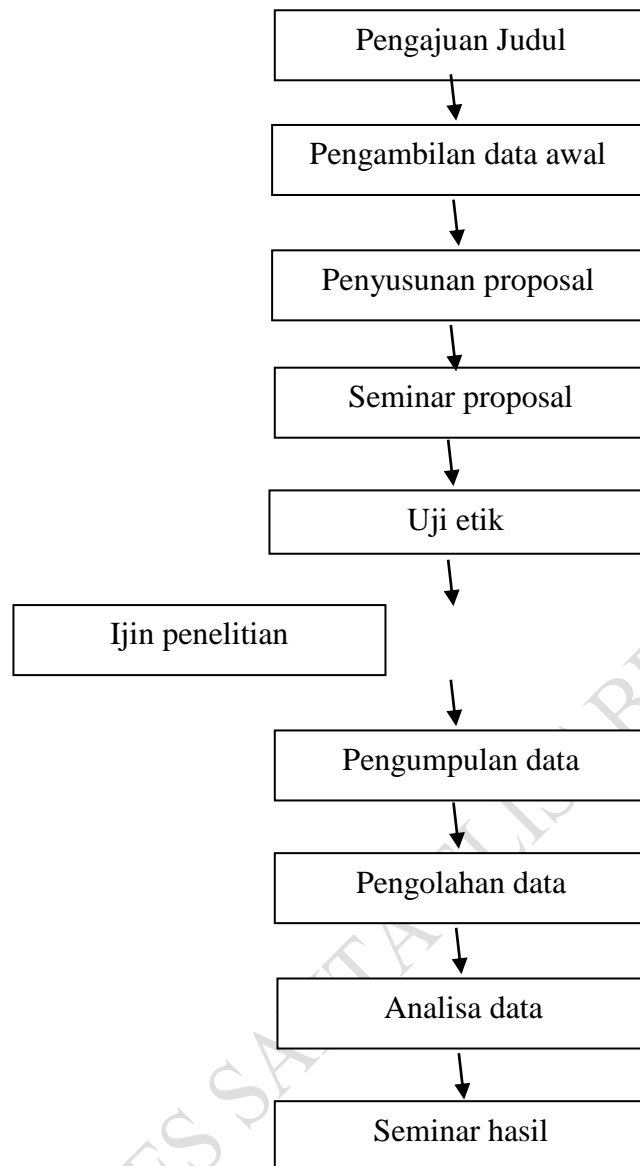 Pengajuan Judul
Pengambilan data awal
Penyusunan proposal
Seminar proposal
Uji etik
Ijin penelitian
Pengumpulan data
Pengolahan data
Analisa data
Seminar hasil